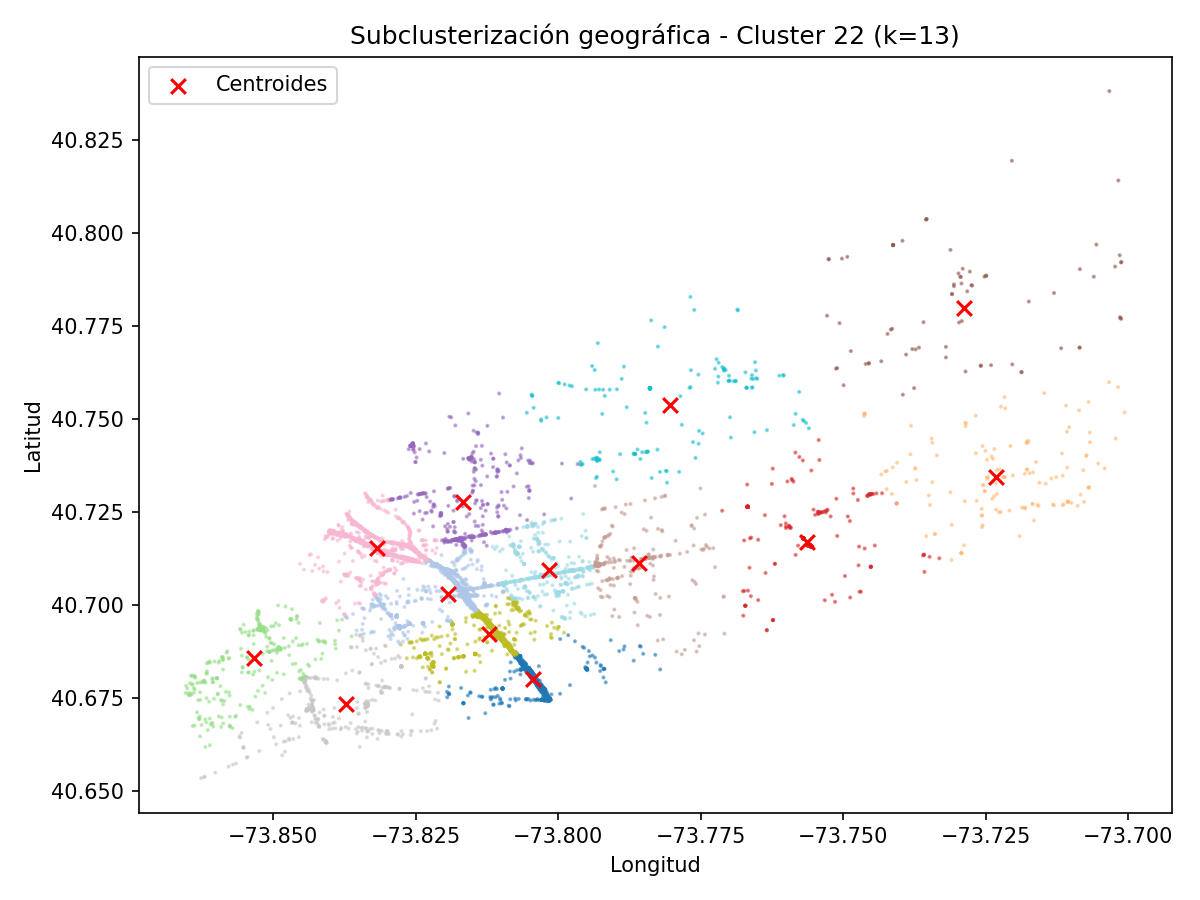 Subclusterización geográfica - Cluster 22 (k=13)
Centroides
40.825
40.800
40.775
40.750
40.725
40.700
40.675
40.650
Latitud
−73.850 −73.825 −73.800 −73.775 −73.750 −73.725 −73.700
Longitud